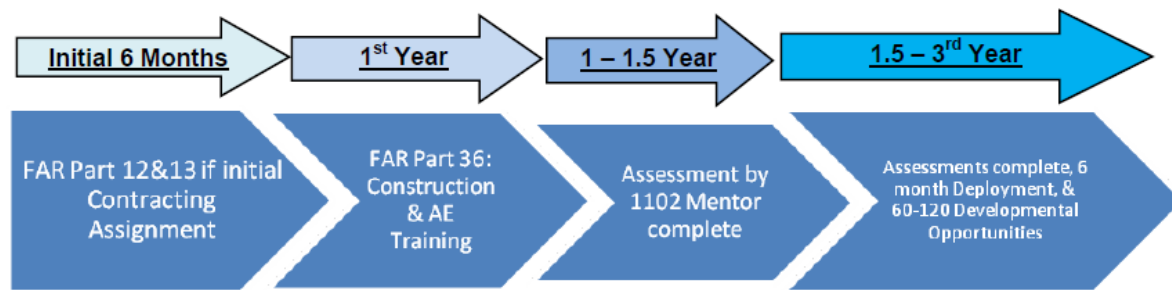 Initial 6 Months
1st Year
1 – 1.5 Year
1.5 – 3rd Year
FAR Part 12&13 if initial
Contracting
Assignment
FAR Part 36:
Construction
& AE
Training
Assessment by
1102 Mentor
complete
Assessments complete, 6
month Deployment, &
60-120 Developmental
Opportunities